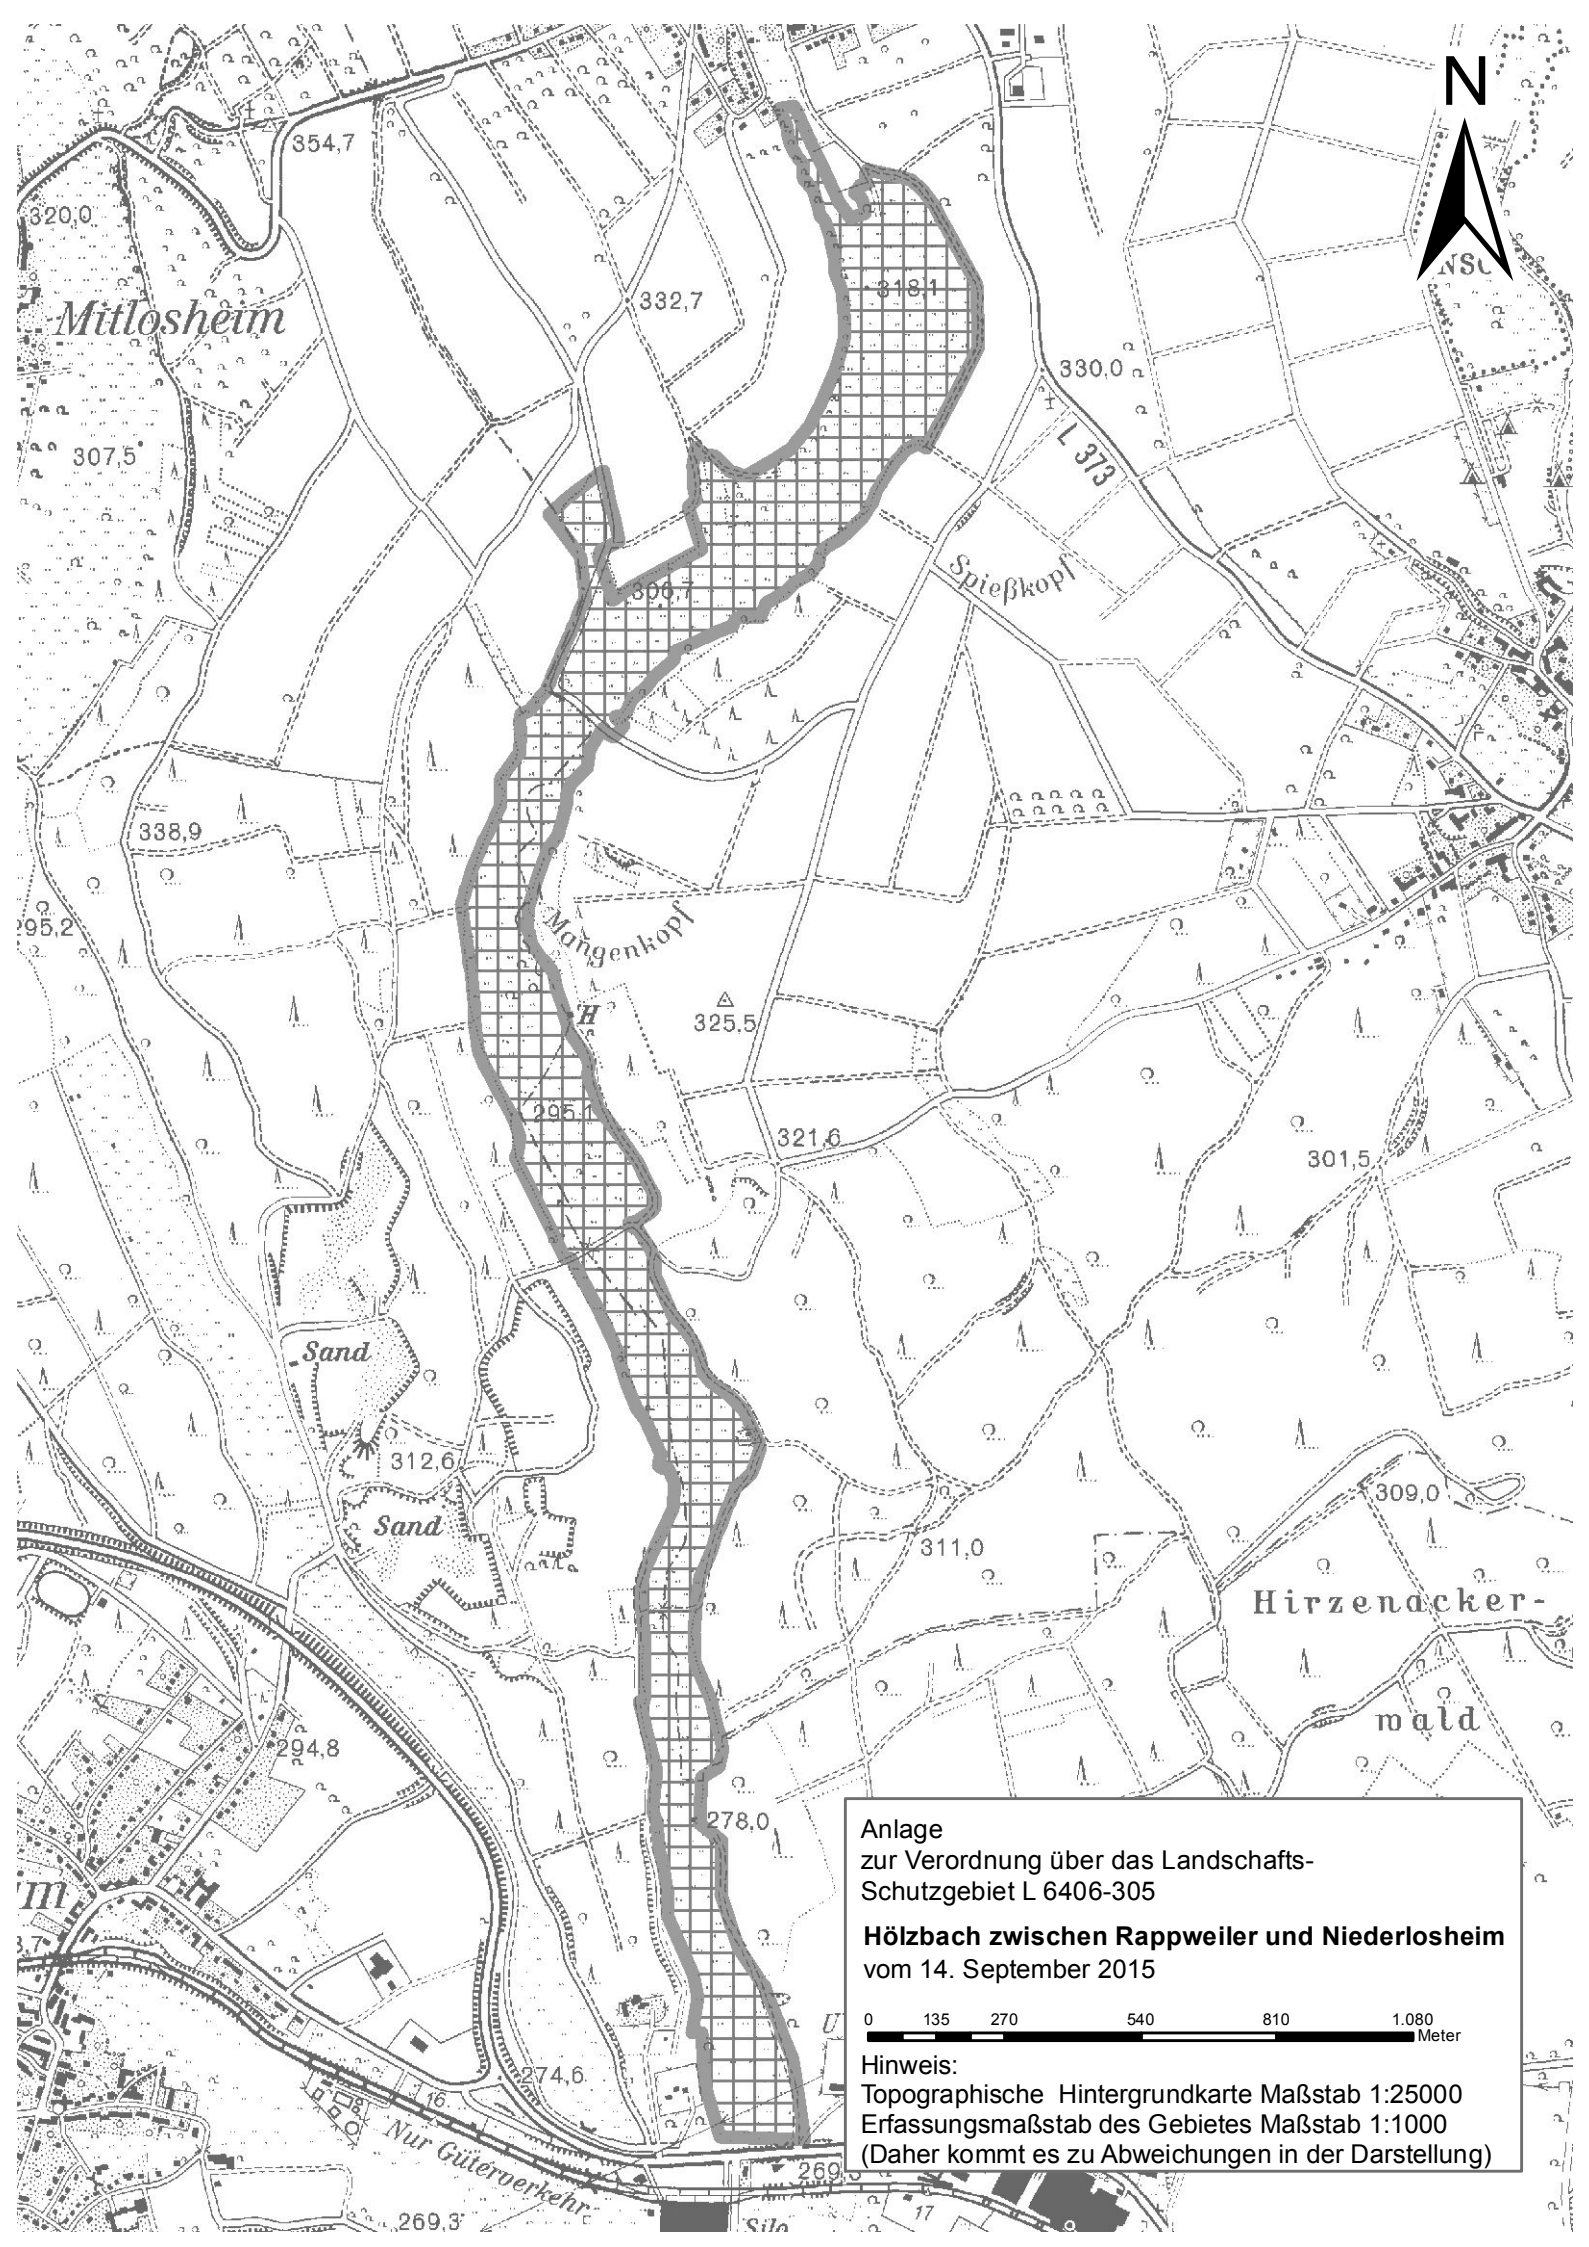 N
354,7
320,0
NSG
Mitlosheim
332,7
318,1
330,0
L 373
307,5
Spießkopf
306,7
338,9
295,2
Mangenkopf
H
325,5
295,1
321,6
301,5
Sand
312,6
309,0
Sand
311,0
Hirzenacker-
wald
294,8
278,0
Anlage
zur Verordnung über das Landschafts-
Schutzgebiet L 6406-305
Hölzbach zwischen Rappweiler und Niederlosheim
vom 14. September 2015
0 135 270 540 810 1.080
Meter
Hinweis:
Topographische Hintergrundkarte Maßstab 1:25000
Erfassungsmaßstab des Gebietes Maßstab 1:1000
(Daher kommt es zu Abweichungen in der Darstellung)
274,6
16
Nur Güterverkehr
269,3
Silo
17